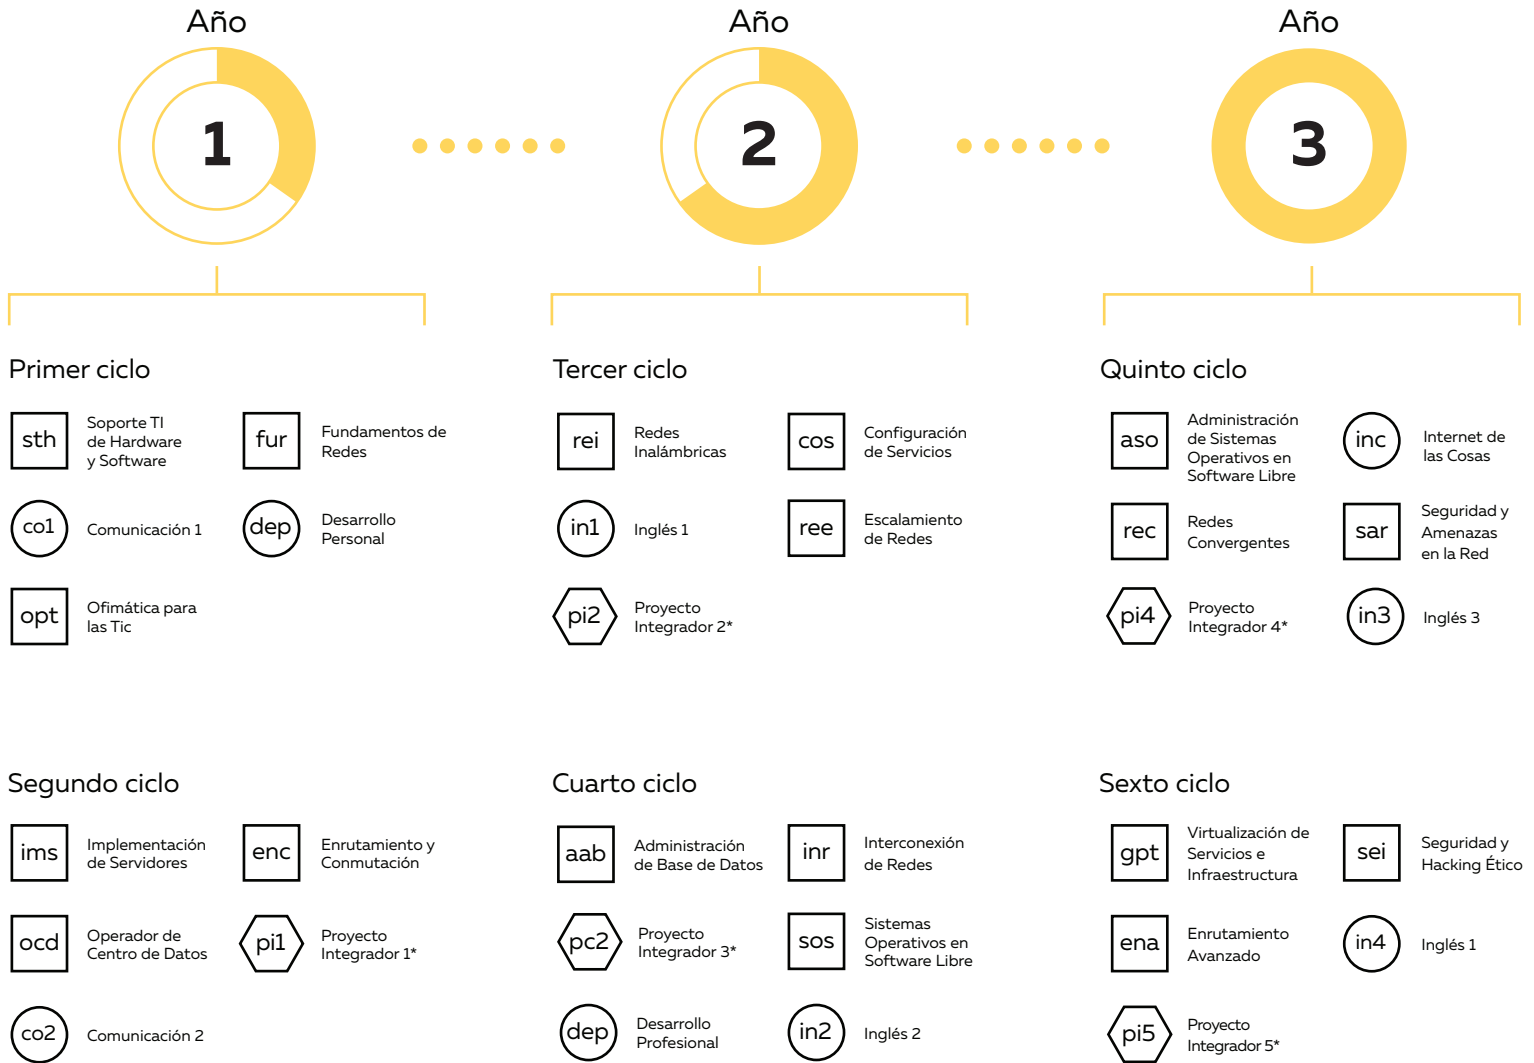 Año
1
Año
2
Año
3
Primer ciclo
sth
Soporte TI
de Hardware
y Software
fur
Fundamentos de
Redes
co1
Comunicación 1
dep
Desarrollo
Personal
opt
Ofimática para
las Tic
Segundo ciclo
ims
Implementación
de Servidores
enc
Enrutamiento y
Conmutación
ocd
Operador de
Centro de Datos
pi1
Proyecto
Integrador 1*
co2
Comunicación 2
Tercer ciclo
rei
Redes
Inalámbricas
cos
Configuración
de Servicios
in1
Inglés 1
ree
Escalamiento
de Redes
pi2
Proyecto
Integrador 2*
Cuarto ciclo
aab
Administración
de Base de Datos
inr
Interconexión
de Redes
pc2
Proyecto
Integrador 3*
sos
Sistemas
Operativos en
Software Libre
dep
Desarrollo
Profesional
in2
Inglés 2
Quinto ciclo
aso
Administración
de Sistemas
Operativos en
Software Libre
inc
Internet de
las Cosas
rec
Redes
Convergentes
sar
Seguridad y
Amenazas
en la Red
pi4
Proyecto
Integrador 4*
in3
Inglés 3
Sexto ciclo
gpt
Virtualización de
Servicios e
Infraestructura
sei
Seguridad y
Hacking Ético
ena
Enrutamiento
Avanzado
in4
Inglés 1
pi5
Proyecto
Integrador 5*